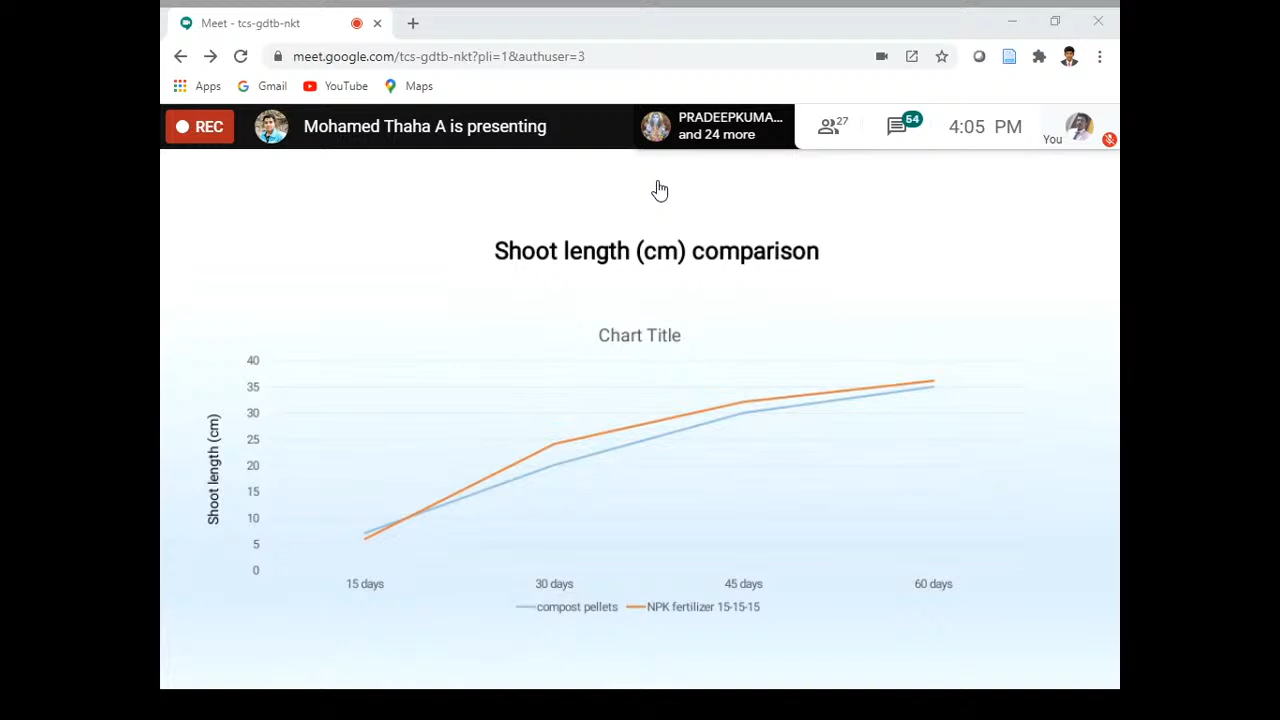 Meet - tcs-gdtb-nkt
meet.google.com/tcs-gdtb-nkt?pli=1&authuser=3
Apps Gmail YouTube Maps
REC Mohamed Thaha A is presenting
PRADEEPKUMA...
and 24 more
27
54
4:05 PM
You
Shoot length (cm) comparison
Chart Title
Shoot length (cm)
40
35
30
25
20
15
10
5
0
15 days 30 days 45 days 60 days
compost pellets NPK fertilizer 15-15-15